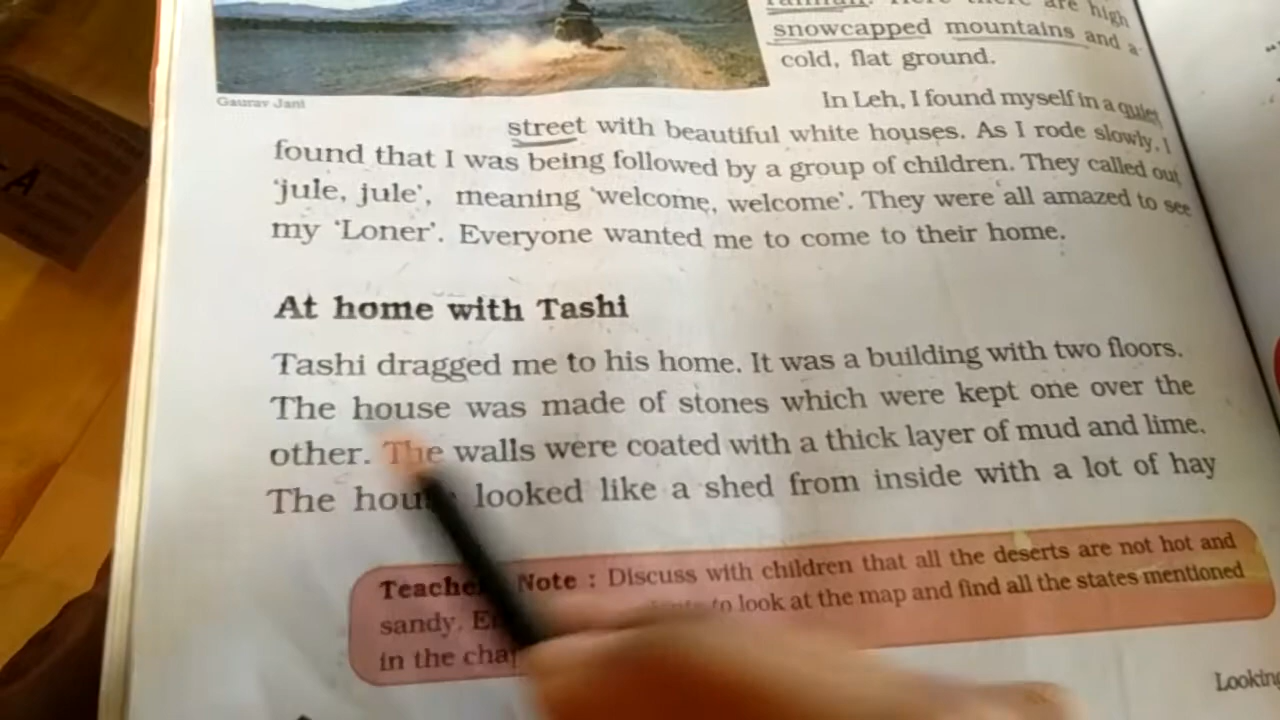 are high
snowcapped mountains and a
cold, flat ground.
Gaurav Jani
In Leh, I found myself in a quiet
street with beautiful white houses. As I rode slowly, I
found that I was being followed by a group of children. They called out
'jule, jule', meaning 'welcome, welcome'. They were all amazed to see
my 'Loner'. Everyone wanted me to come to their home.
At home with Tashi
Tashi dragged me to his home. It was a building with two floors.
The house was made of stones which were kept one over the
other. The walls were coated with a thick layer of mud and lime.
The looked like a shed from inside with a lot of hay
Note : Discuss with children that all the deserts are not hot and
sandy. to look at the map and find all the states mentioned
in the
Looking
A